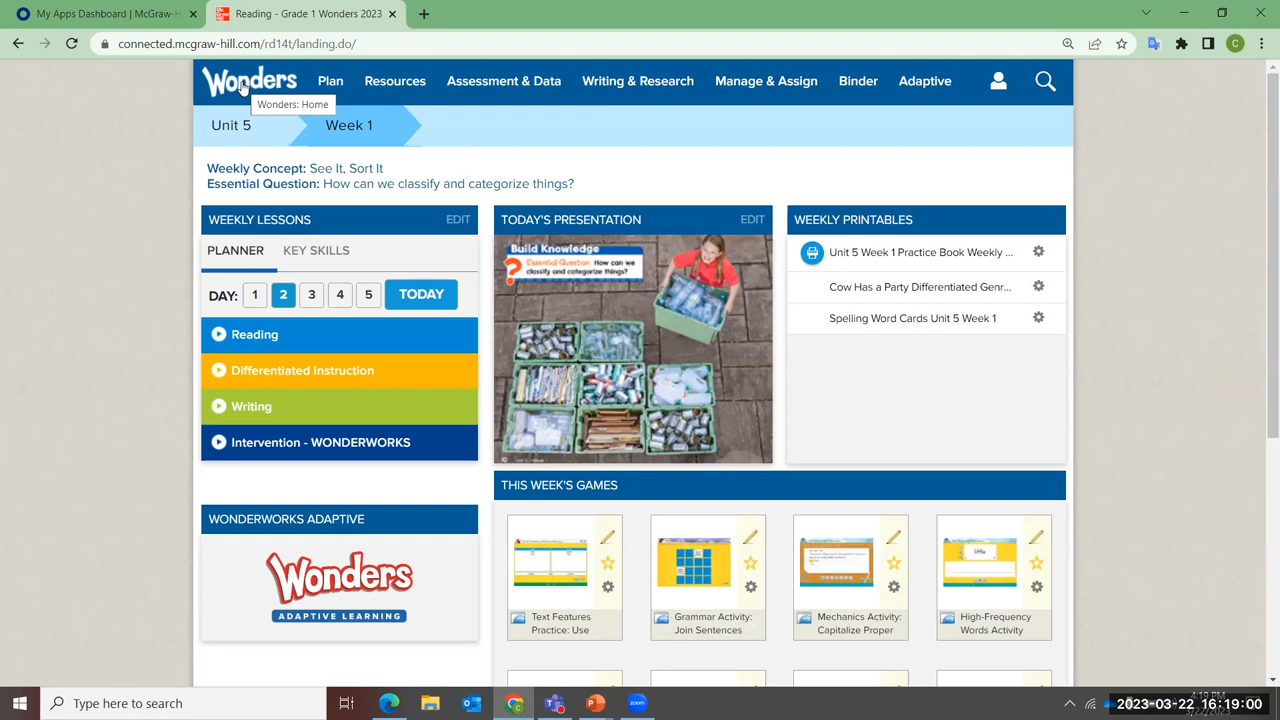 My Apps Dashboard | McGraw-H
Reading - Grade 1 Wonders 2023
connected.mcgraw-hill.com/rd14t/landing.do/
C
Wonders
Plan
Resources
Assessment & Data
Writing & Research
Manage & Assign
Binder
Adaptive
Wonders: Home
Unit 5
Week 1
Weekly Concept: See It, Sort It
Essential Question: How can we classify and categorize things?
WEEKLY LESSONS
EDIT
PLANNER
KEY SKILLS
DAY:
1
2
3
4
5
TODAY
Reading
Differentiated Instruction
Writing
Intervention - WONDERWORKS
TODAY'S PRESENTATION
EDIT
Build Knowledge
Essential Question: How can we
classify and categorize things?
WEEKLY PRINTABLES
Unit 5 Week 1 Practice Book Weekly ...
Cow Has a Party Differentiated Genr...
Spelling Word Cards Unit 5 Week 1
WONDERWORKS ADAPTIVE
Wonders
ADAPTIVE LEARNING
THIS WEEK'S GAMES
Text Features
Practice: Use
Grammar Activity:
Join Sentences
Mechanics Activity:
Capitalize Proper
High-Frequency
Words Activity
Type here to search
4:19 PM
2023-03-22 16:19:00